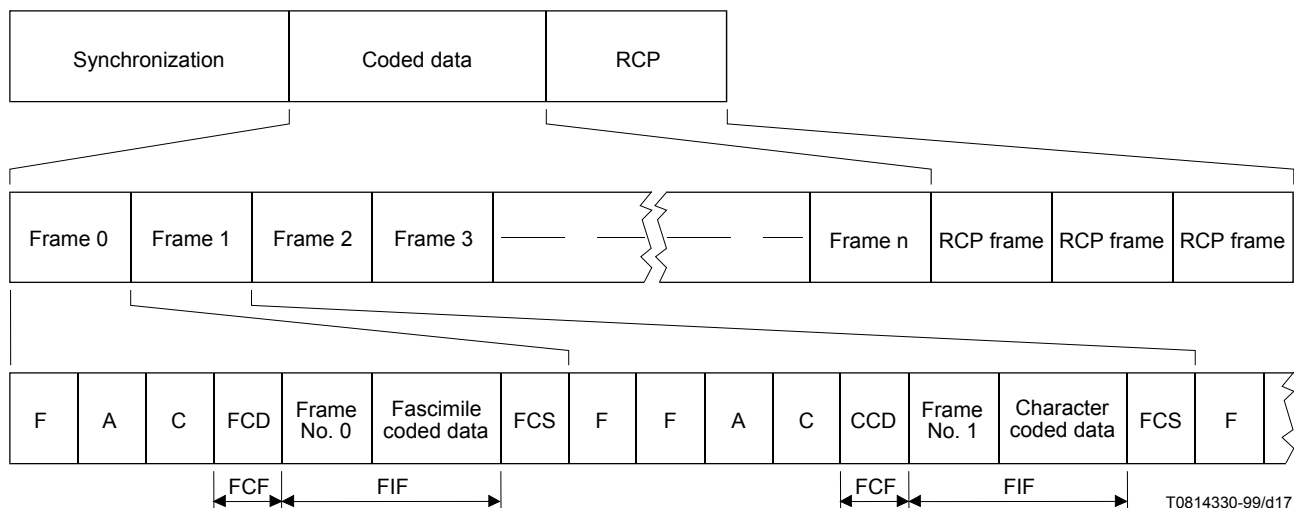 Synchronization Coded data RCP
Frame 0 Frame 1 Frame 2 Frame 3 Frame n RCP frame RCP frame RCP frame
F A C FCD Frame No. 0 Fascimile coded data FCS F F A C CCD Frame No. 1 Character coded data FCS F
FCF FIF FCF FIF
T0814330-99/d17